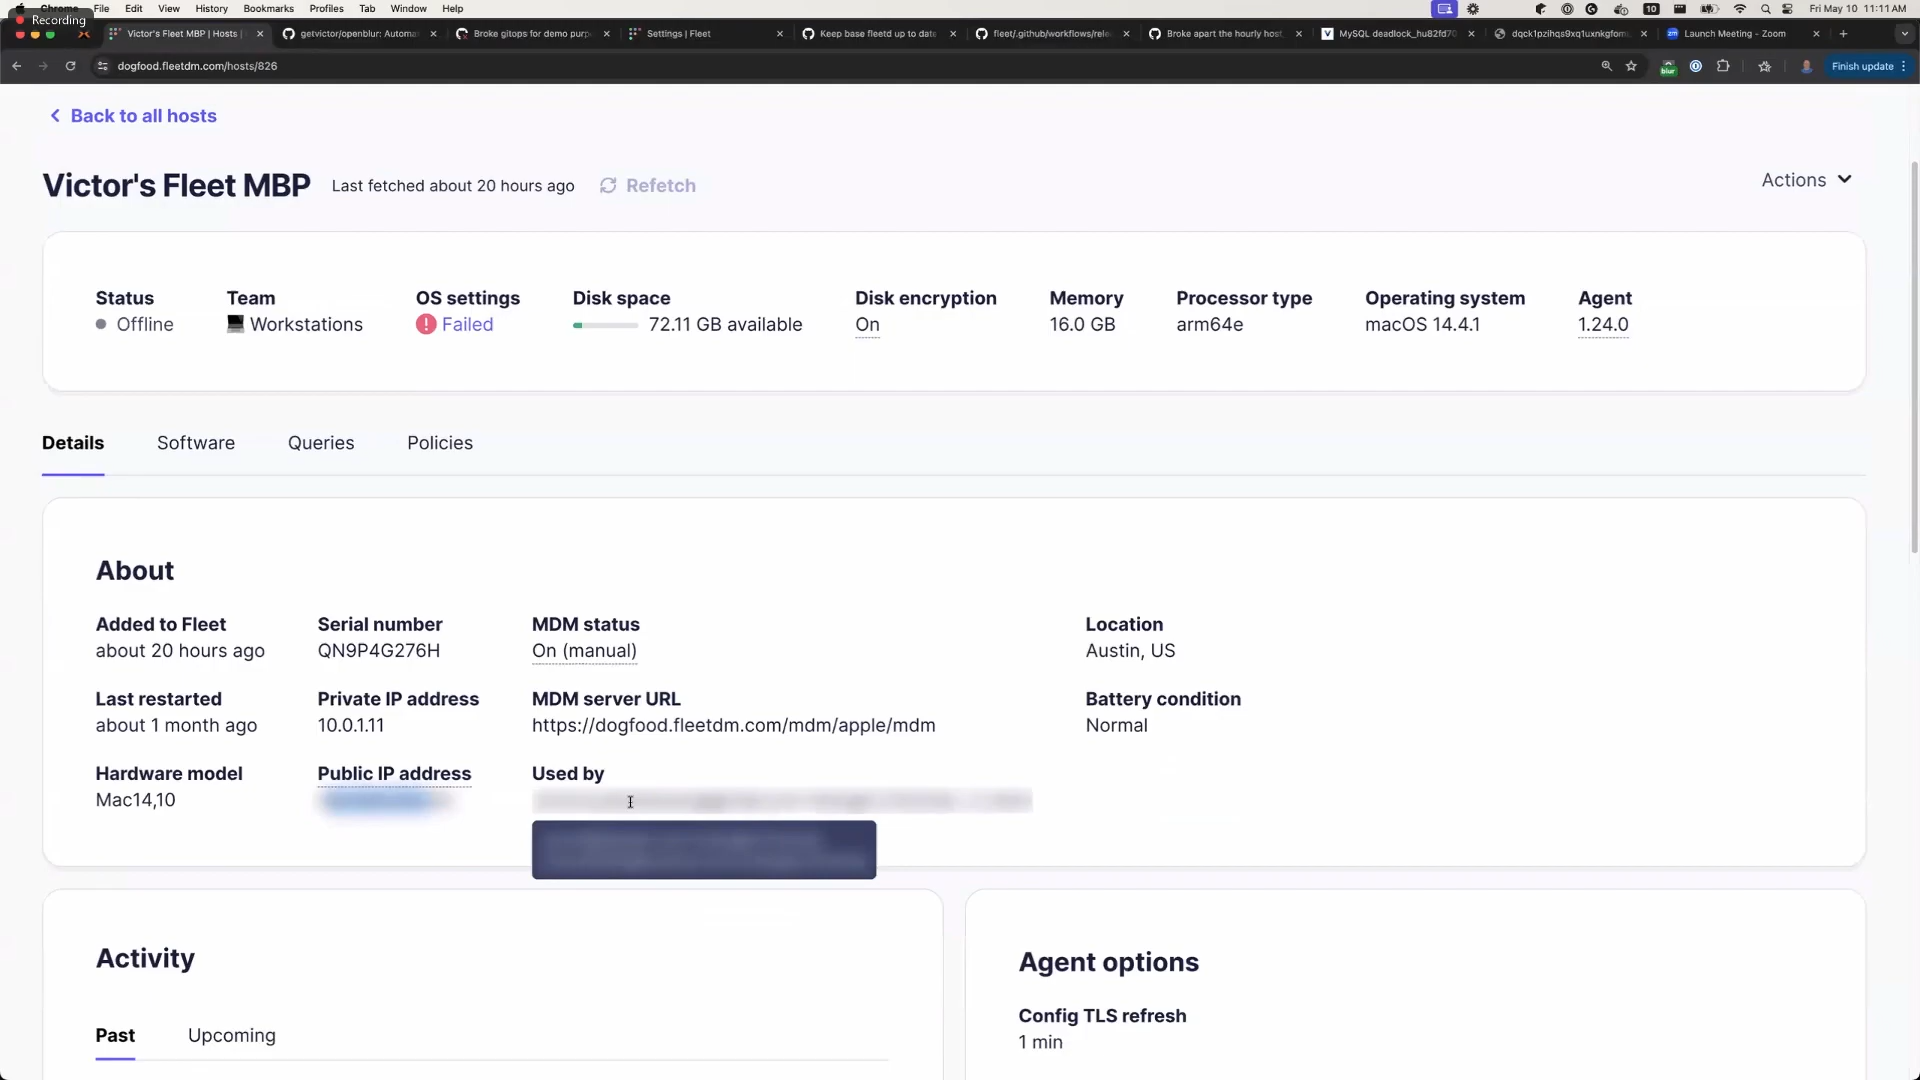 Chrome File Edit View History Bookmarks Profiles Tab Window Help
10
Fri May 10 11:11 AM
Recording
Victor's Fleet MBP | Hosts |
getvictor/openblur: Automa
Broke gitops for demo purp
Settings | Fleet
Keep base fleetd up to date
fleet/.github/workflows/rele
Broke apart the hourly host
MySQL deadlock_hu82fd70
Launch Meeting - Zoom
dogfood.fleetdm.com/hosts/826
blur
Finish update
Back to all hosts
Victor's Fleet MBP
Last fetched about 20 hours ago
Refetch
Actions
Status
Offline
Team
Workstations
OS settings
Failed
Disk space
72.11 GB available
Disk encryption
On
Memory
16.0 GB
Processor type
arm64e
Operating system
macOS 14.4.1
Agent
1.24.0
Details
Software
Queries
Policies
About
Added to Fleet
about 20 hours ago
Serial number
QN9P4G276H
MDM status
On (manual)
Location
Austin, US
Last restarted
about 1 month ago
Private IP address
10.0.1.11
MDM server URL
https://dogfood.fleetdm.com/mdm/apple/mdm
Battery condition
Normal
Hardware model
Mac14,10
Public IP address
Used by
Activity
Past
Upcoming
Agent options
Config TLS refresh
1 min